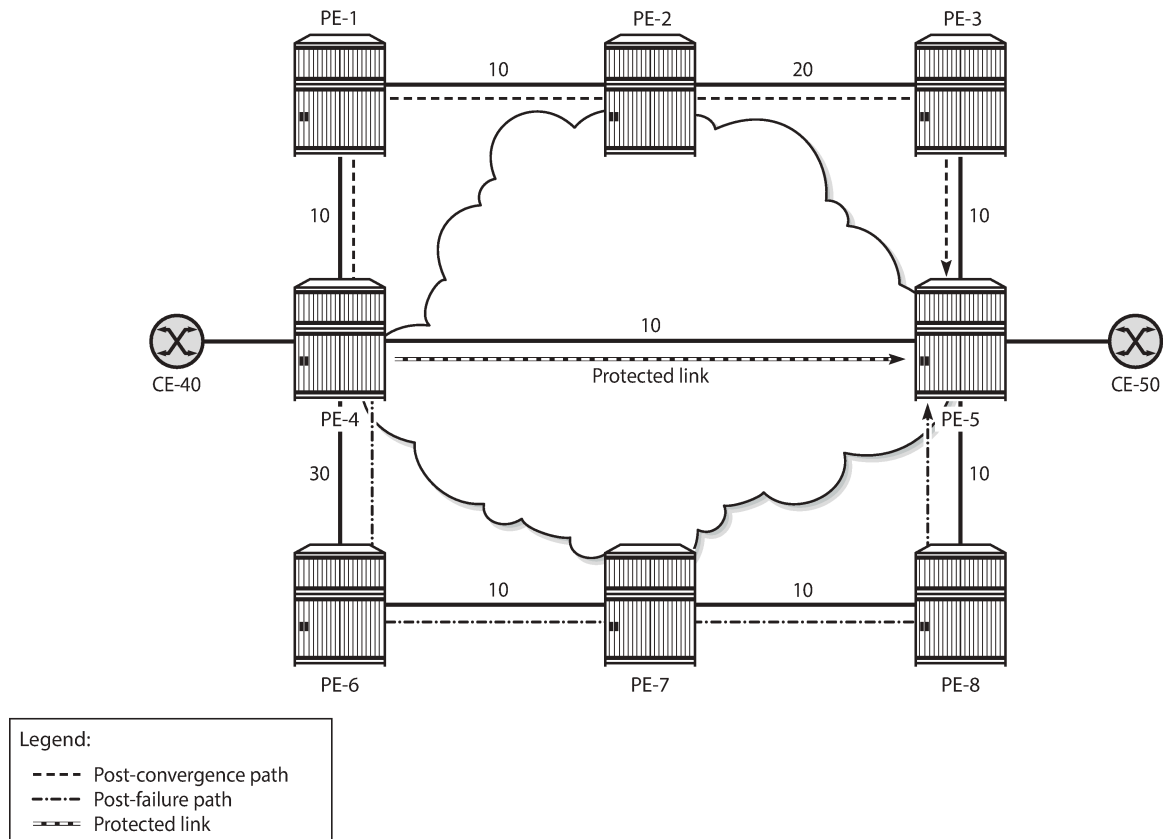 PE-1
PE-2
PE-3
10
20
10
10
CE-40
10
Protected link
CE-50
PE-4
PE-5
30
10
10
10
PE-6
PE-7
PE-8
Legend:
Post-convergence path
Post-failure path
Protected link